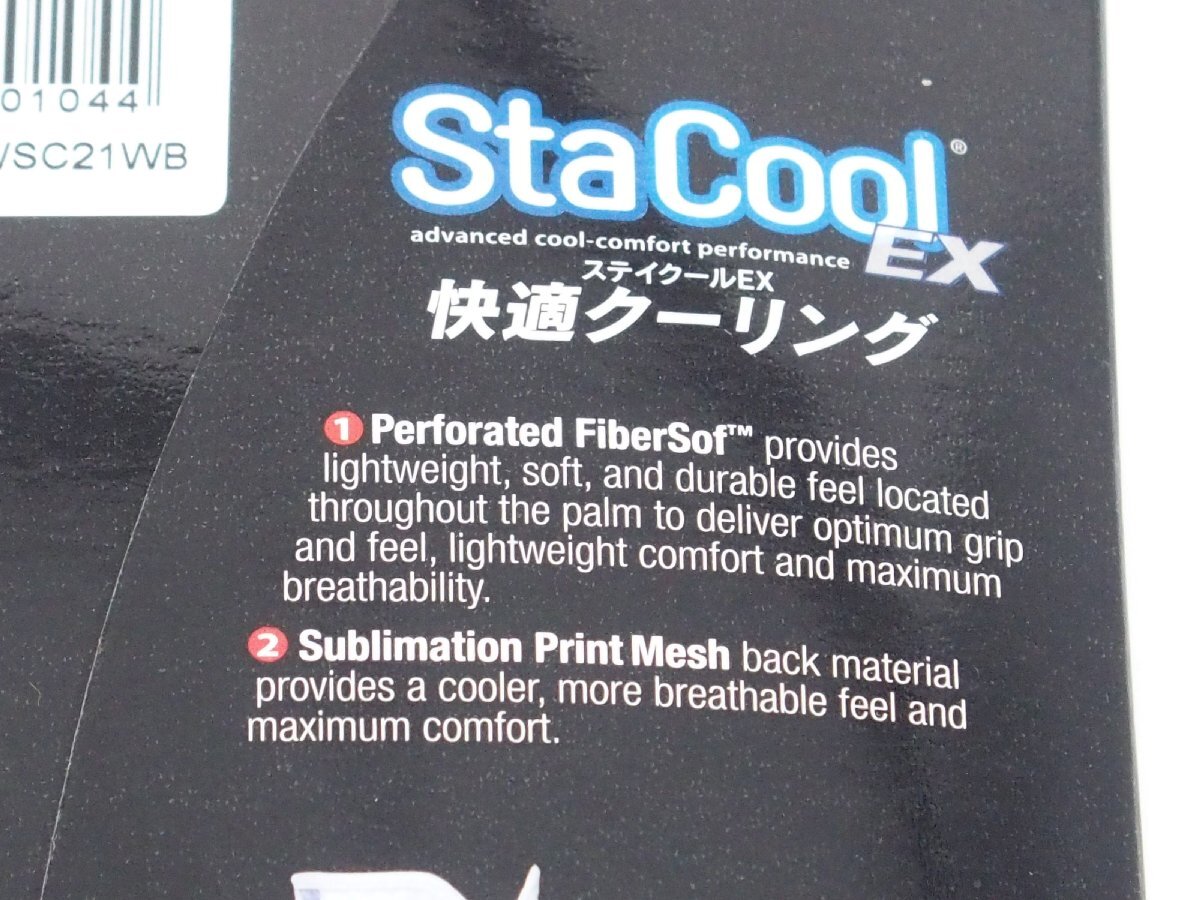 01044
SC21WB
StaCool®
EX
advanced cool-comfort performance
ステイクールEX
快適クーリング
1 Perforated FiberSof™ provides
lightweight, soft, and durable feel located
throughout the palm to deliver optimum grip
and feel, lightweight comfort and maximum
breathability.
2 Sublimation Print Mesh back material
provides a cooler, more breathable feel and
maximum comfort.